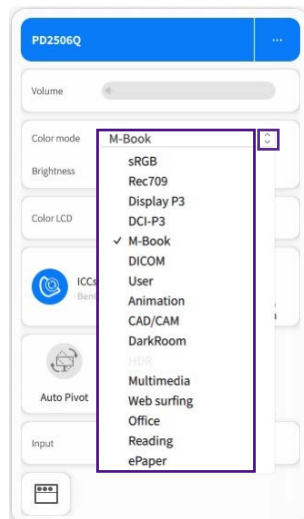 PD2506Q ...
Volume
Color mode M-Book
sRGB
Brightness
Rec709
Display P3
Color LCD
DCI-P3
✓ M-Book
DICOM
ICCs
User
Animation
CAD/CAM
DarkRoom
HDR
Multimedia
Auto Pivot
Web surfing
Office
Input
Reading
ePaper